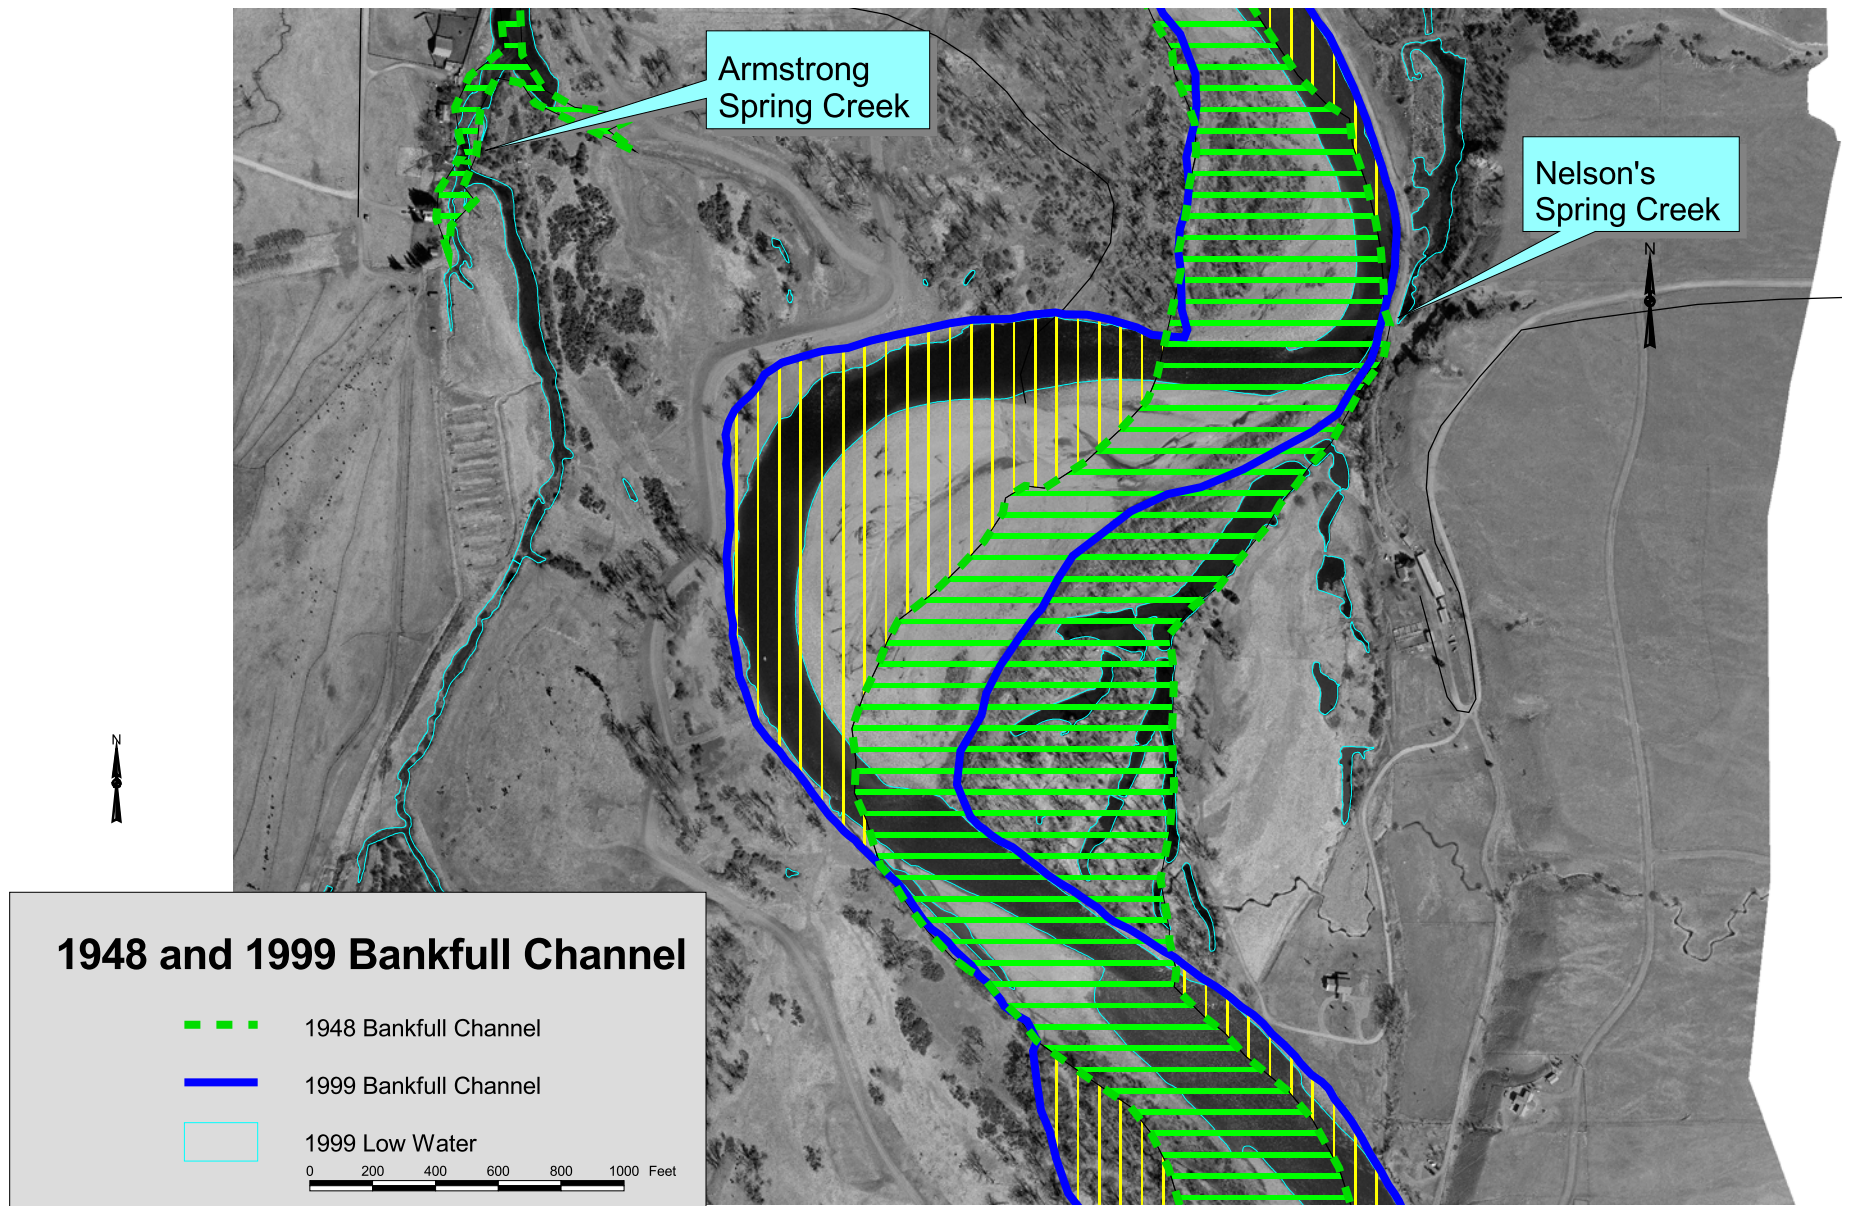 Armstrong
Spring Creek
Nelson's
Spring Creek
N
N
1948 and 1999 Bankfull Channel
1948 Bankfull Channel
1999 Bankfull Channel
1999 Low Water
0 200 400 600 800 1000 Feet